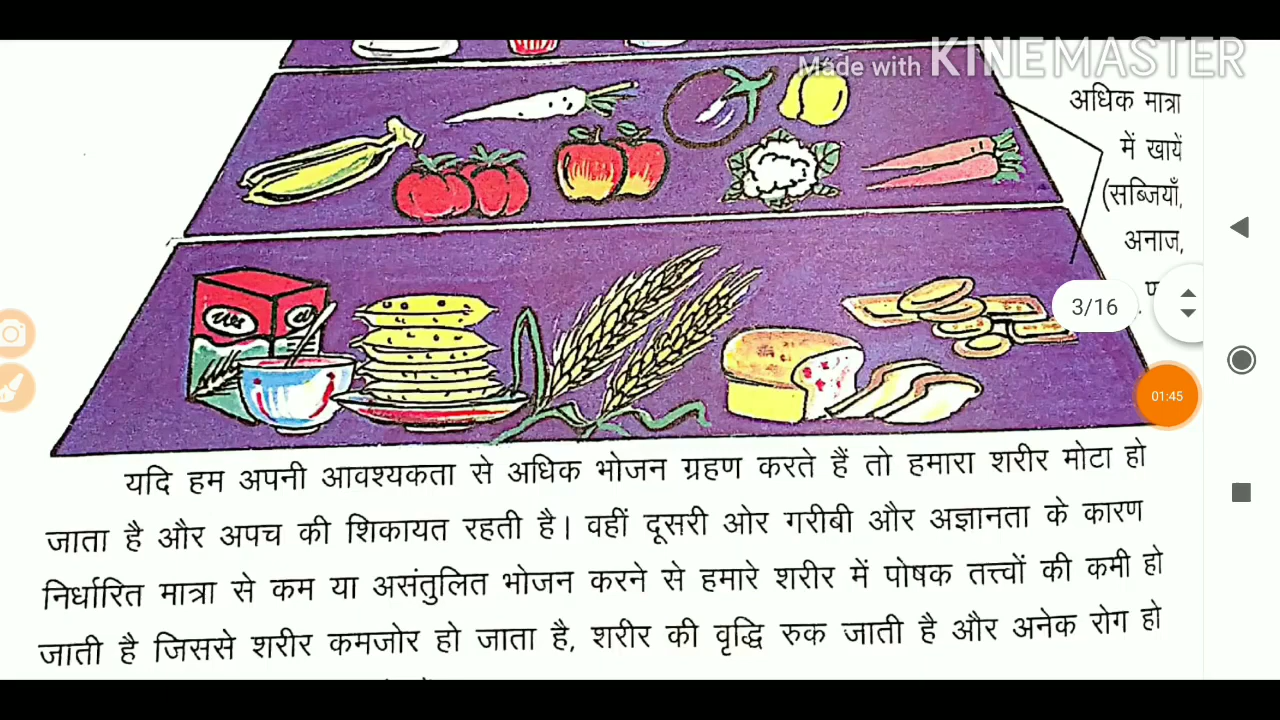 Made with KINEMASTER
अधिक मात्रा
में खायें
(सब्जियाँ,
अनाज,
3/16
01:45
यदि हम अपनी आवश्यकता से अधिक भोजन ग्रहण करते हैं तो हमारा शरीर मोटा हो
जाता है और अपच की शिकायत रहती है। वहीं दूसरी ओर गरीबी और अज्ञानता के कारण
निर्धारित मात्रा से कम या असंतुलित भोजन करने से हमारे शरीर में पोषक तत्त्वों की कमी हो
जाती है जिससे शरीर कमजोर हो जाता है, शरीर की वृद्धि रुक जाती है और अनेक रोग हो